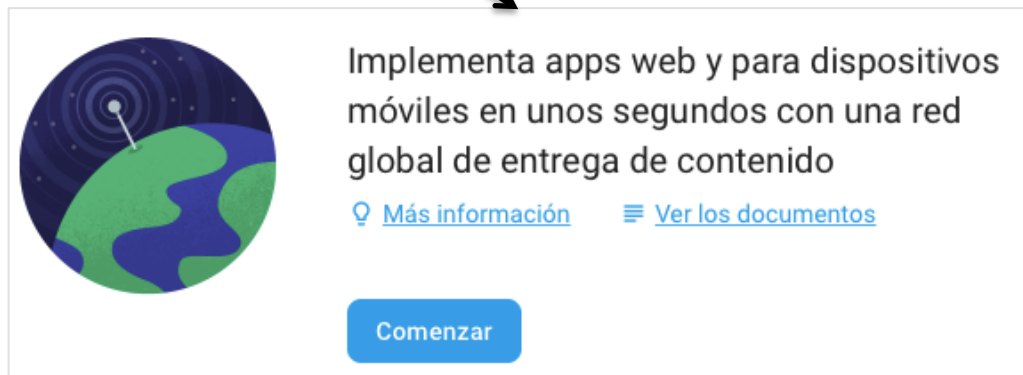 Implementa apps web y para dispositivos
móviles en unos segundos con una red
global de entrega de contenido
Más información Ver los documentos
Comenzar